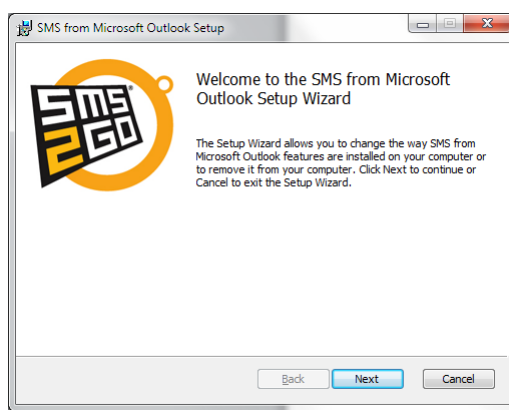 SMS from Microsoft Outlook Setup
SMS
2GO
Welcome to the SMS from Microsoft
Outlook Setup Wizard
The Setup Wizard allows you to change the way SMS from
Microsoft Outlook features are installed on your computer or
to remove it from your computer. Click Next to continue or
Cancel to exit the Setup Wizard.
Back
Next
Cancel